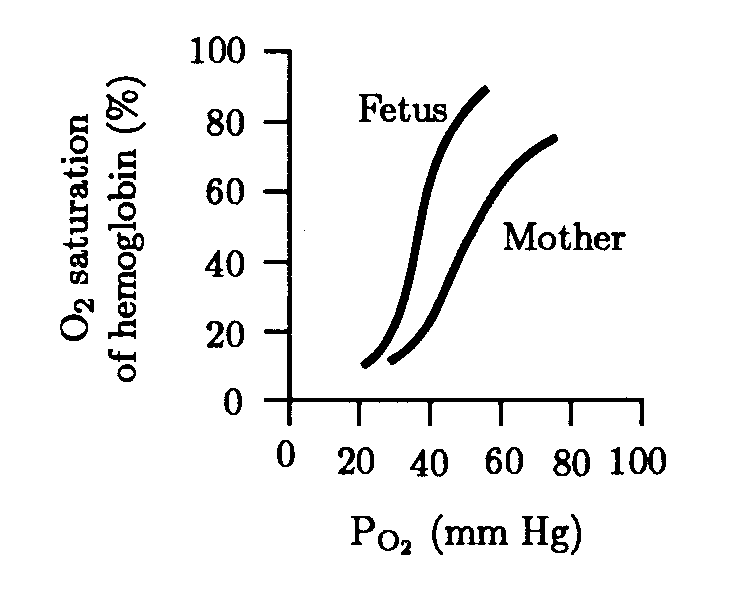 100
80
60
40
20
0
O₂ saturation
of hemoglobin (%)
Fetus
Mother
0 20 40 60 80 100
P_O₂ (mm Hg)